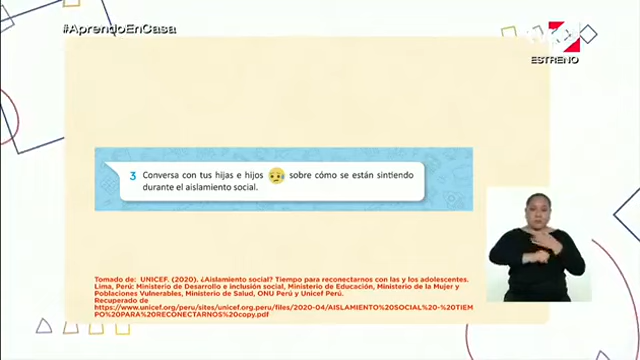 #AprendoEnCasa
ESTRENO
3 Conversa con tus hijas e hijos sobre cómo se están sintiendo
durante el aislamiento social.
Tomado de: UNICEF. (2020). ¿Aislamiento social? Tiempo para reconectarnos con las y los adolescentes.
Lima, Perú: Ministerio de Desarrollo e inclusión social, Ministerio de Educación, Ministerio de la Mujer y
Poblaciones Vulnerables, Ministerio de Salud, ONU Perú y Unicef Perú.
Recuperado de
https://www.unicef.org/peru/sites/unicef.org.peru/files/2020-04/AISLAMIENTO%20SOCIAL%20-%20TIEM
PO%20PARA%20RECONECTARNOS%20copy.pdf